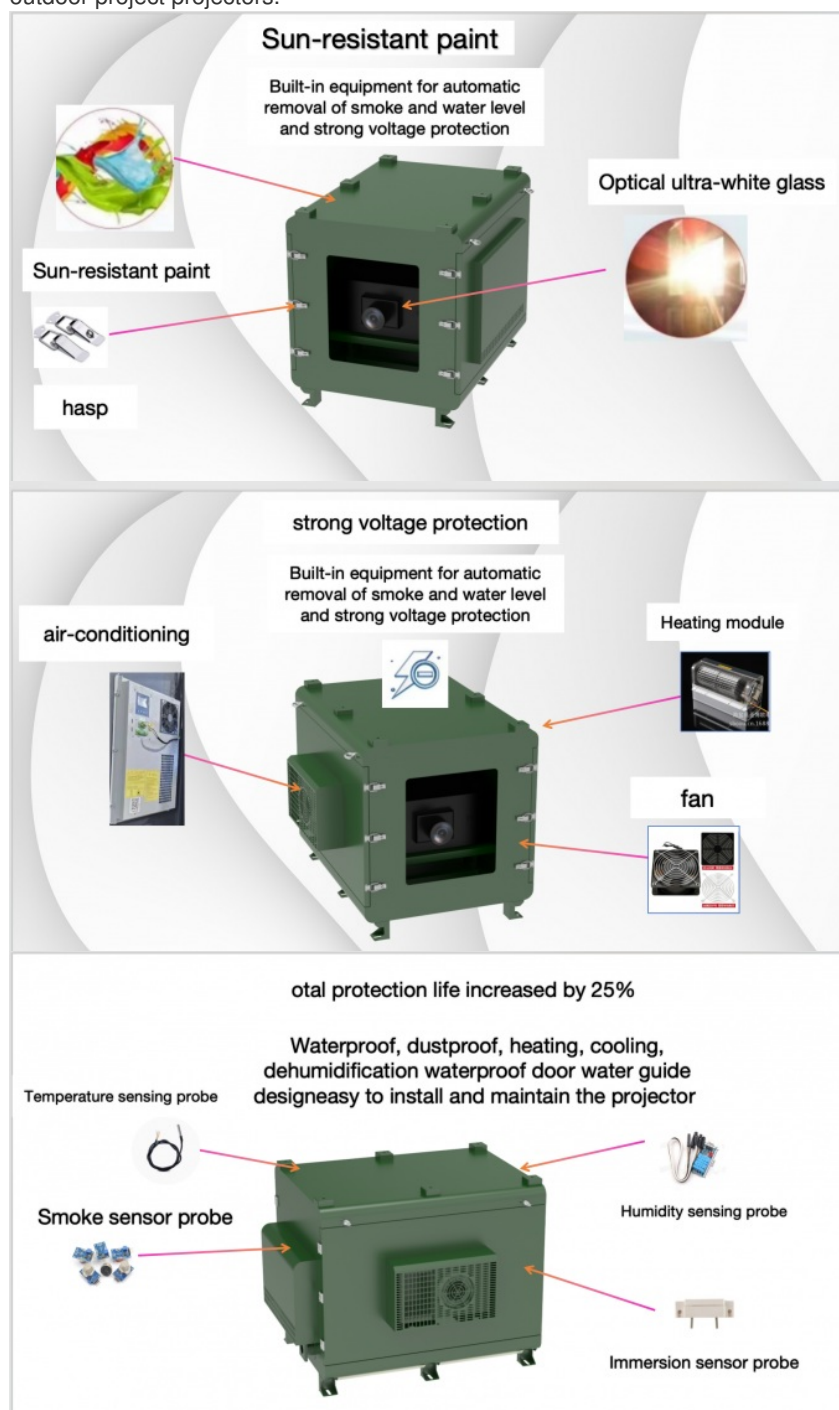 outdoor project projectors.
Sun-resistant paint
Built-in equipment for automatic
removal of smoke and water level
and strong voltage protection
Optical ultra-white glass
Sun-resistant paint
hasp
strong voltage protection
Built-in equipment for automatic
removal of smoke and water level
and strong voltage protection
air-conditioning
Heating module
fan
otal protection life increased by 25%
Waterproof, dustproof, heating, cooling,
dehumidification waterproof door water guide
designeasy to install and maintain the projector
Temperature sensing probe
Smoke sensor probe
Humidity sensing probe
Immersion sensor probe